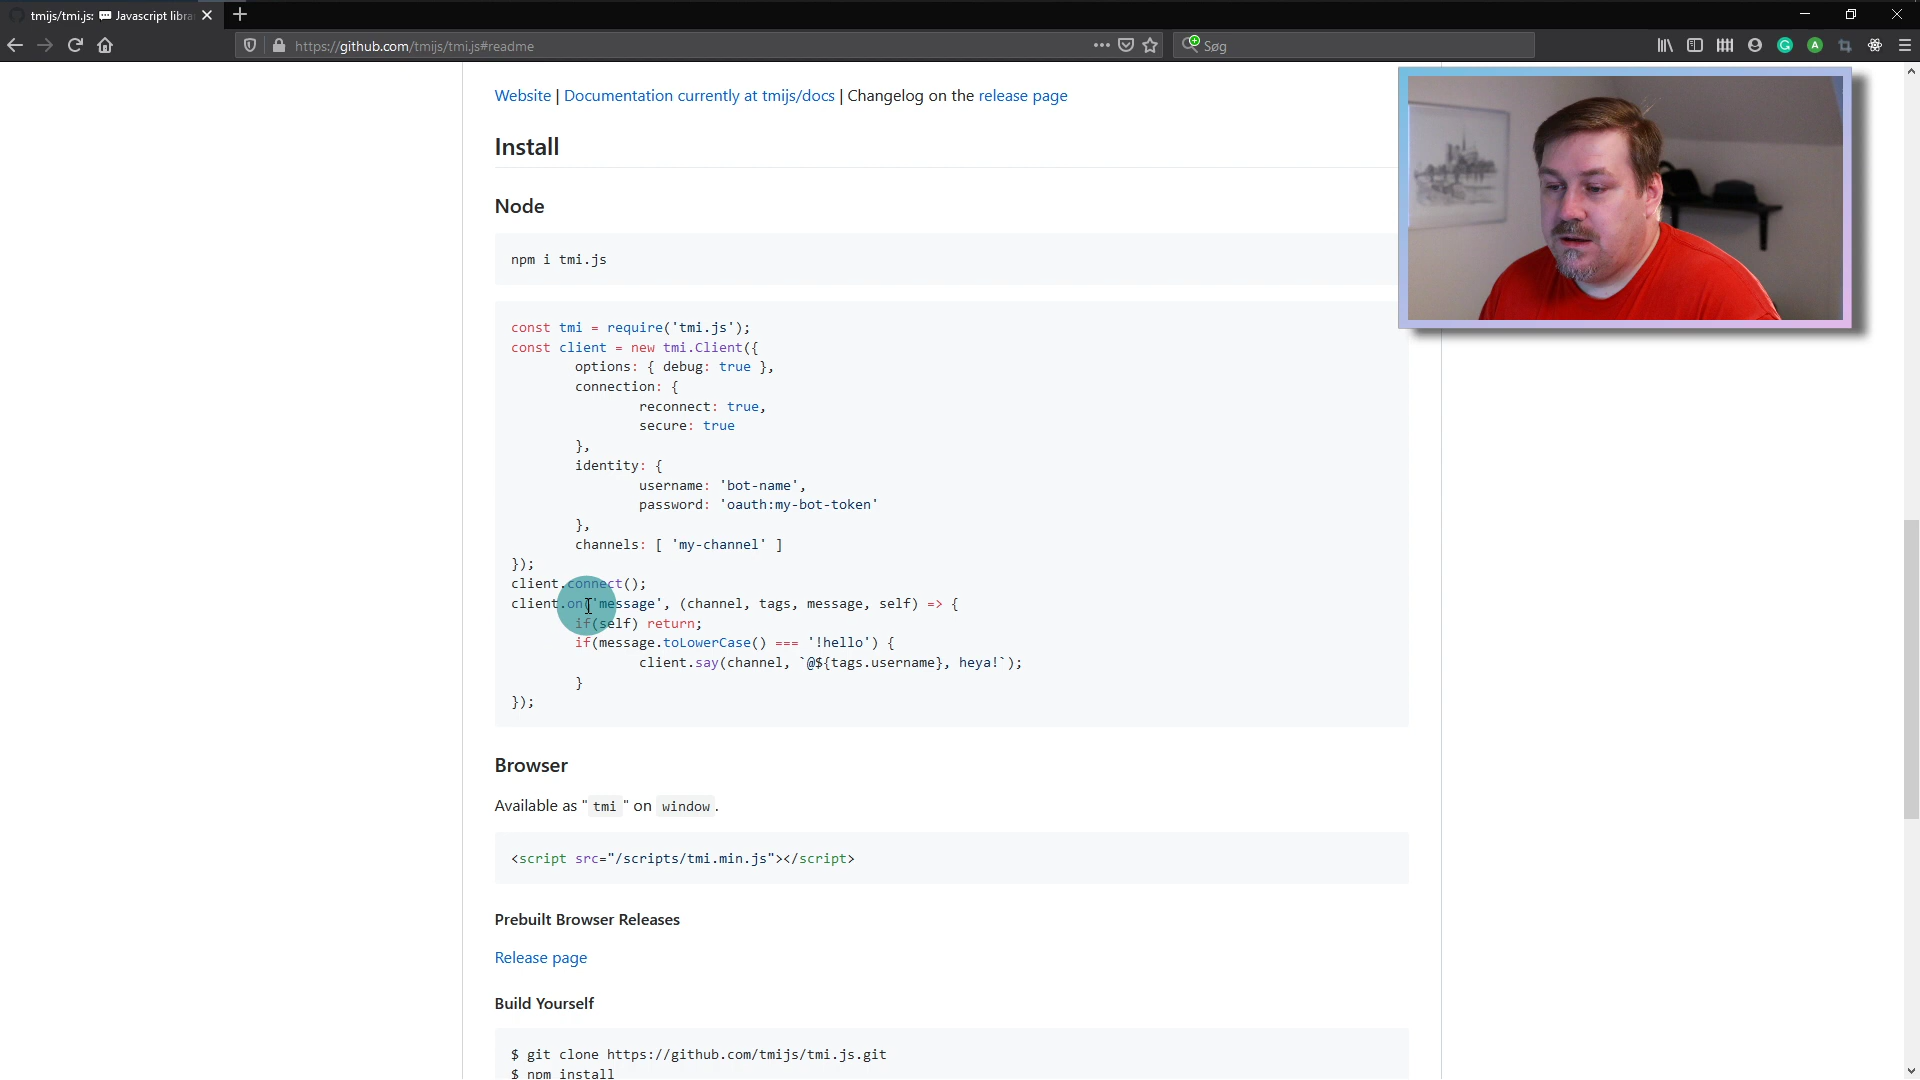 tmijs/tmi.js: 💬 Javascript libra
https://github.com/tmijs/tmi.js#readme
Søg
Website | Documentation currently at tmijs/docs | Changelog on the release page
Install
Node
npm i tmi.js
const tmi = require('tmi.js');
const client = new tmi.Client({
options: { debug: true },
connection: {
reconnect: true,
secure: true
},
identity: {
username: 'bot-name',
password: 'oauth:my-bot-token'
},
channels: [ 'my-channel' ]
});
client.connect();
client.on('message', (channel, tags, message, self) => {
if(self) return;
if(message.toLowerCase() === '!hello') {
client.say(channel, `@${tags.username}, heya!`);
}
});
Browser
Available as "tmi" on window.
<script src="/scripts/tmi.min.js"></script>
Prebuilt Browser Releases
Release page
Build Yourself
$ git clone https://github.com/tmijs/tmi.js.git
$ npm install